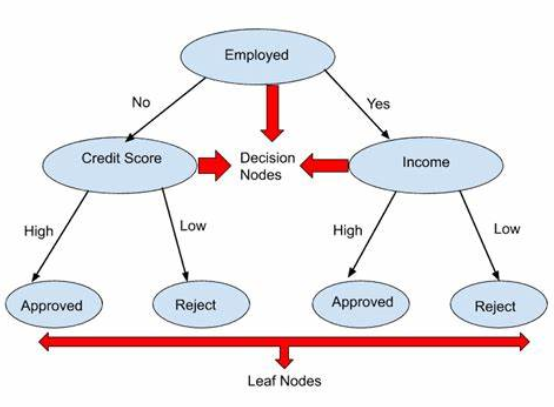 Employed
No
Yes
Credit Score
Decision
Nodes
Income
High
Low
High
Low
Approved
Reject
Approved
Reject
Leaf Nodes